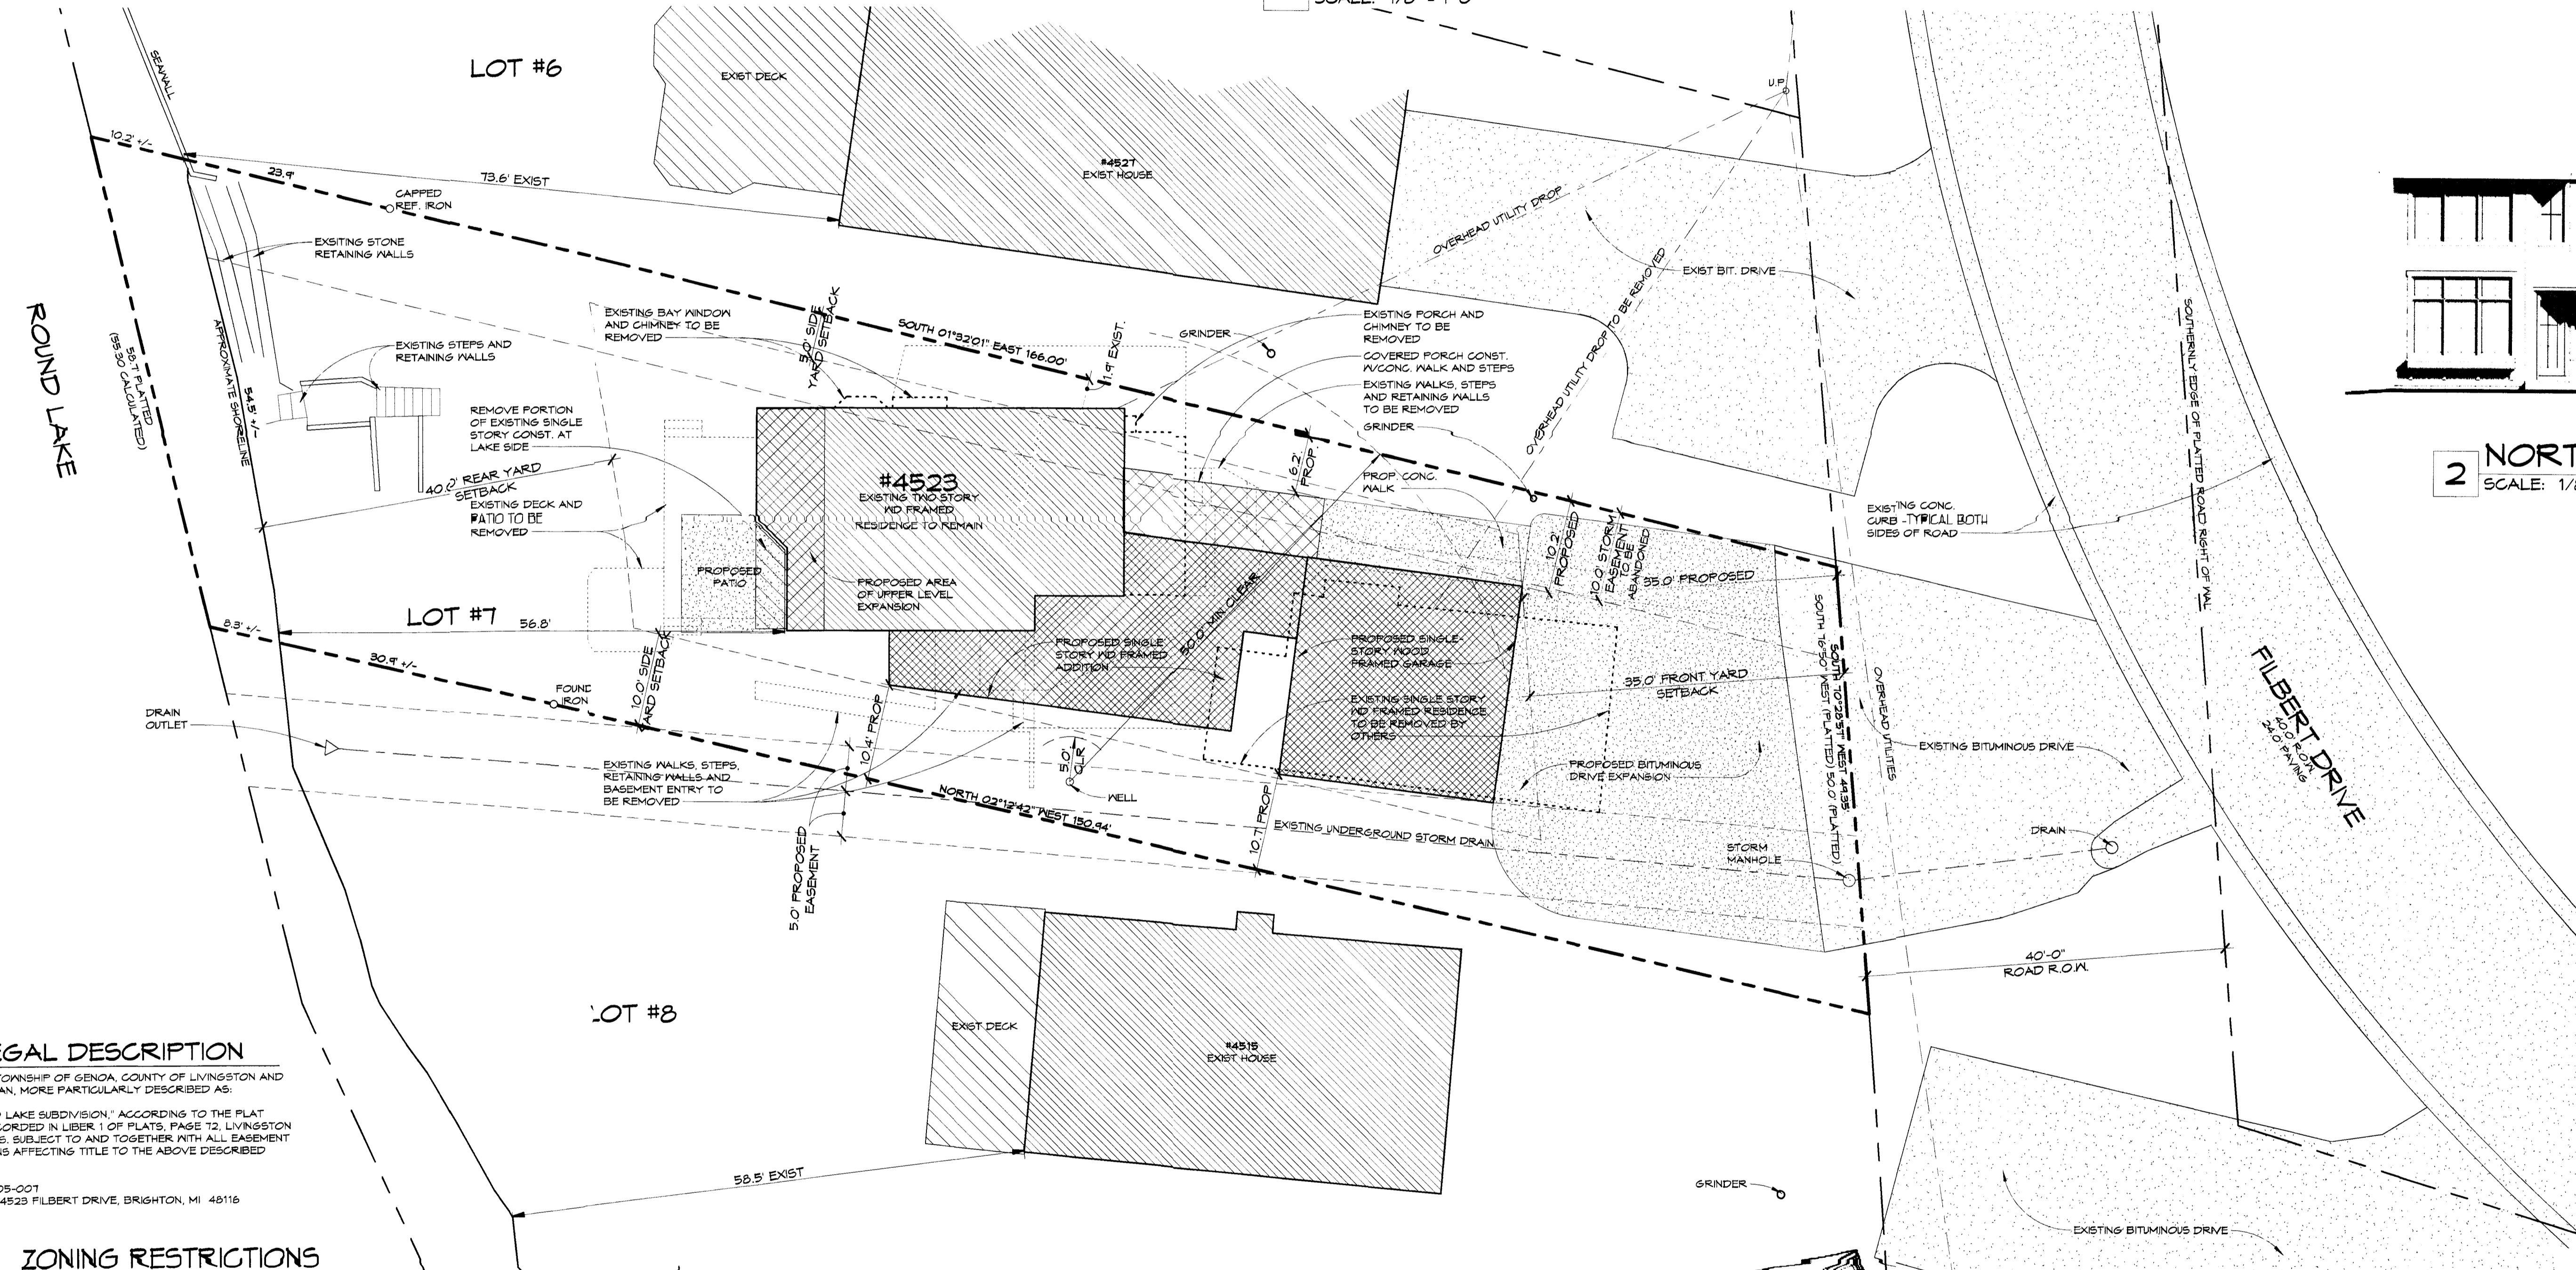 SCALE: 1/8" = 1'-0"
LOT #6
SEAWALL
EXIST DECK
#4527
EXIST HOUSE
U.P.
10.2' +/-
23.9'
73.6' EXIST
CAPPED
REF. IRON
EXSITING STONE
RETAINING WALLS
OVERHEAD UTILITY DROP
OVERHEAD UTILITY DROP TO BE REMOVED
EXIST BIT. DRIVE
ROUND LAKE
58.7 PLATTED
(55.30 CALCULATED)
APPROXIMATE SHORELINE
54.5' +/-
EXISTING STEPS AND
RETAINING WALLS
EXISTING BAY WINDOW
AND CHIMNEY TO BE
REMOVED
5.0' SIDE
YARD SETBACK
SOUTH 01°32'01" EAST 166.00'
1.9' EXIST.
GRINDER
EXISTING PORCH AND
CHIMNEY TO BE
REMOVED
COVERED PORCH CONST.
W/CONC. WALK AND STEPS
EXISTING WALKS, STEPS
AND RETAINING WALLS
TO BE REMOVED
GRINDER
REMOVE PORTION
OF EXISTING SINGLE
STORY CONST. AT
LAKE SIDE
40.0' REAR YARD
SETBACK
EXISTING DECK AND
PATIO TO BE
REMOVED
#4523
EXISTING TWO STORY
WD FRAMED
RESIDENCE TO REMAIN
6.2'
PROP.
PROP. CONC.
WALK
10.2'
PROPOSED
10.0' STORM
EASEMENT
TO BE
ABANDONED
35.0' PROPOSED
EXISTING CONC.
CURB -TYPICAL BOTH
SIDES OF ROAD
SOUTHERNLY EDGE OF PLATTED ROAD RIGHT OF WAL
2
NORT
SCALE: 1/8
PROPOSED
PATIO
PROPOSED AREA
OF UPPER LEVEL
EXPANSION
50.0' MIN CLEAR
LOT #7
56.8'
8.3' +/-
30.9' +/-
FOUND
IRON
10.0' SIDE
YARD SETBACK
PROPOSED SINGLE
STORY WD FRAMED
ADDITION
PROPOSED SINGLE-
STORY WOOD
FRAMED GARAGE
EXISTING SINGLE STORY
WD FRAMED RESIDENCE
TO BE REMOVED BY
OTHERS
35.0' FRONT YARD
SETBACK
SOUTH 70°28'57" WEST 49.35'
SOUTH 76°50' WEST (PLATTED) 50.0' (PLATTED)
OVERHEAD UTILITIES
FILBERT DRIVE
40.0' R.O.W.
24.0' PAVING
DRAIN
OUTLET
EXISTING WALKS, STEPS,
RETAINING WALLS AND
BASEMENT ENTRY TO
BE REMOVED
10.4' PROP
5.0'
CLR
WELL
NORTH 02°12'42" WEST 150.94'
5.0' PROPOSED
EASEMENT
10.7' PROP
EXISTING UNDERGROUND STORM DRAIN
PROPOSED BITUMINOUS
DRIVE EXPANSION
EXISTING BITUMINOUS DRIVE
STORM
MANHOLE
DRAIN
40'-0"
ROAD R.O.W.
LOT #8
EXIST DECK
#4515
EXIST HOUSE
58.5' EXIST
GRINDER
EXISTING BITUMINOUS DRIVE
EGAL DESCRIPTION
TOWNSHIP OF GENOA, COUNTY OF LIVINGSTON AND
AN, MORE PARTICULARLY DESCRIBED AS:
LAKE SUBDIVISION," ACCORDING TO THE PLAT
CORDED IN LIBER 1 OF PLATS, PAGE 72, LIVINGSTON
S. SUBJECT TO AND TOGETHER WITH ALL EASEMENT
NS AFFECTING TITLE TO THE ABOVE DESCRIBED
05-007
4523 FILBERT DRIVE, BRIGHTON, MI 48116
ZONING RESTRICTIONS